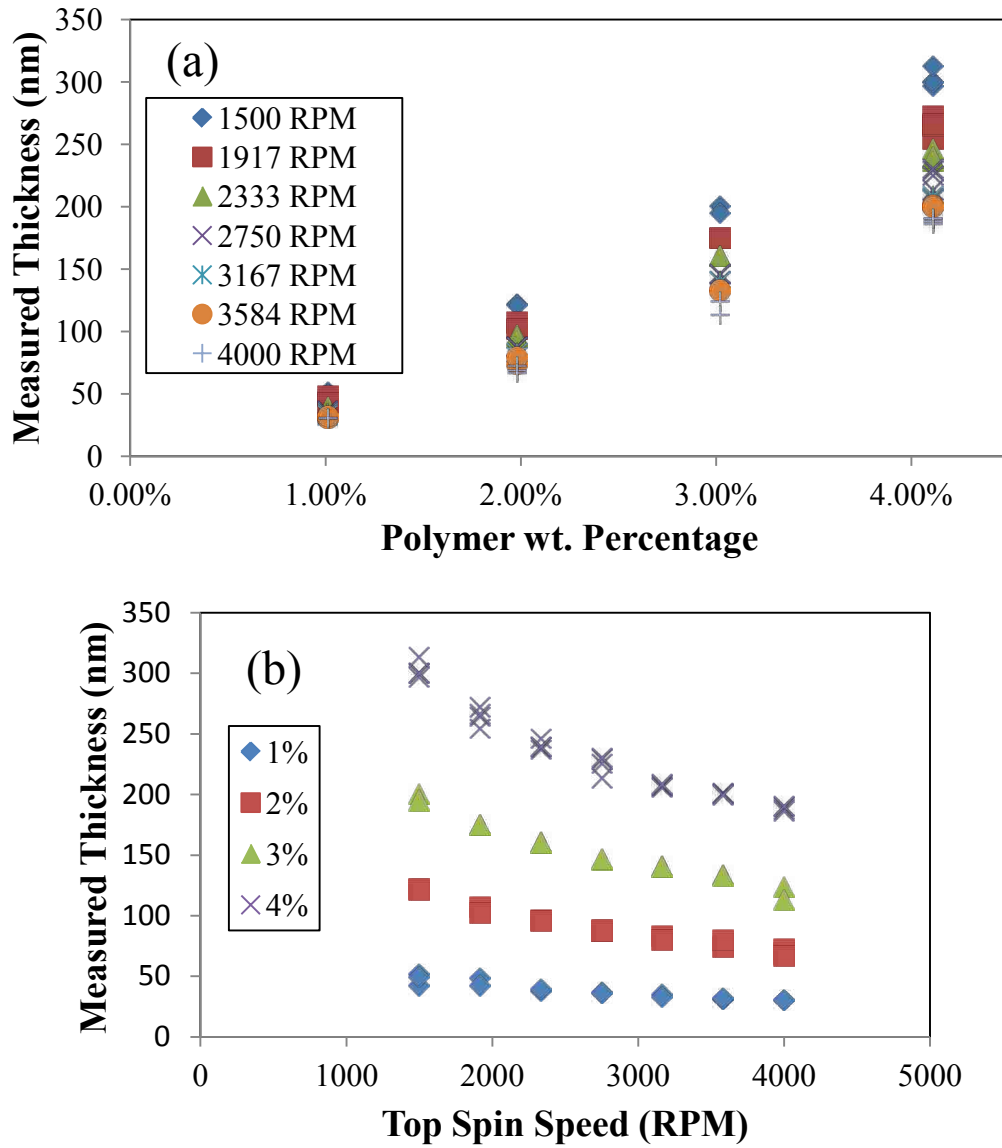 350
300
250
200
150
100
50
0
Measured Thickness (nm)
(a)
1500 RPM
1917 RPM
2333 RPM
2750 RPM
3167 RPM
3584 RPM
4000 RPM
0.00% 1.00% 2.00% 3.00% 4.00%
Polymer wt. Percentage
350
300
250
200
150
100
50
0
Measured Thickness (nm)
(b)
1%
2%
3%
4%
0 1000 2000 3000 4000 5000
Top Spin Speed (RPM)